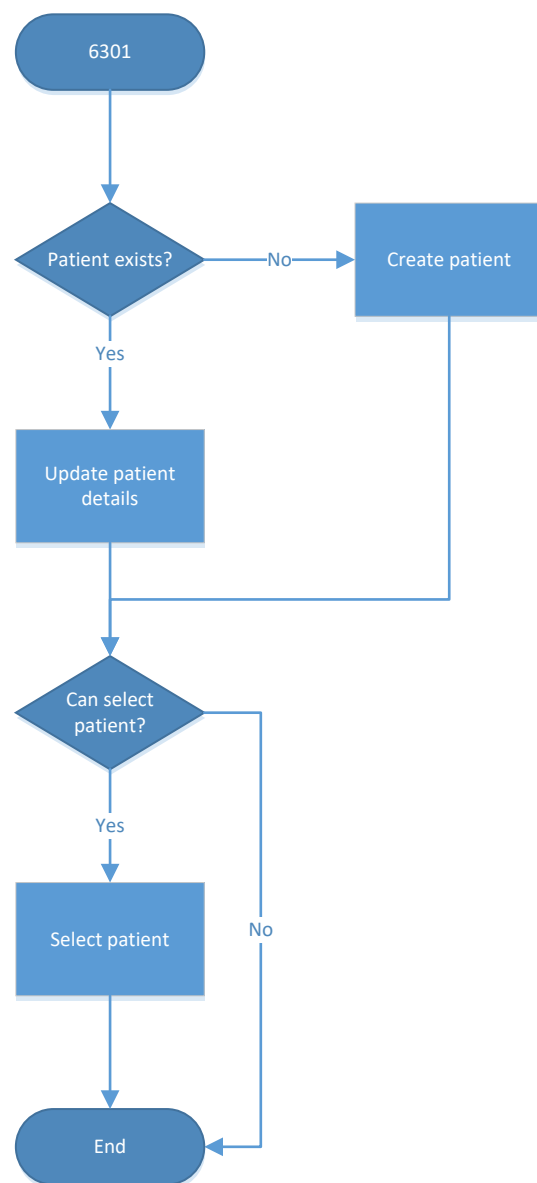 6301
Patient exists?
No
Create patient
Yes
Update patient
details
Can select
patient?
Yes
Select patient
No
End